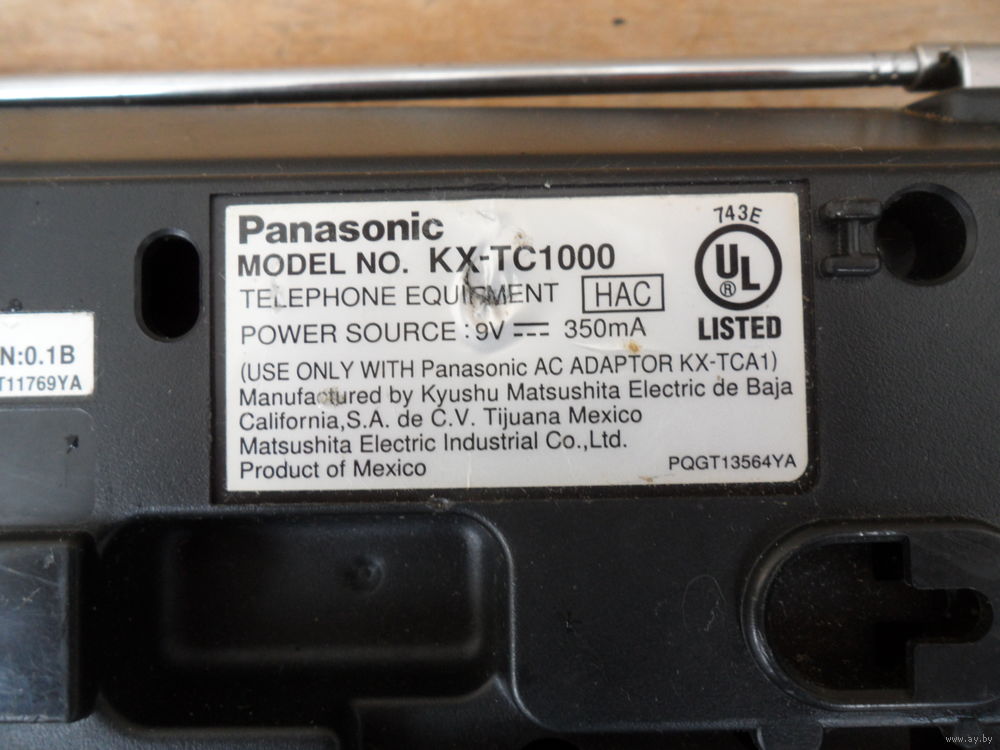 Panasonic
MODEL NO. KX-TC1000
TELEPHONE EQUIPMENT HAC
POWER SOURCE : 9V 350mA
(USE ONLY WITH Panasonic AC ADAPTOR KX-TCA1)
Manufactured by Kyushu Matsushita Electric de Baja
California,S.A. de C.V. Tijuana Mexico
Matsushita Electric Industrial Co.,Ltd.
Product of Mexico
PQGT13564YA
743E
UL
®
LISTED
N:0.1B
T11769YA
www.ay.by